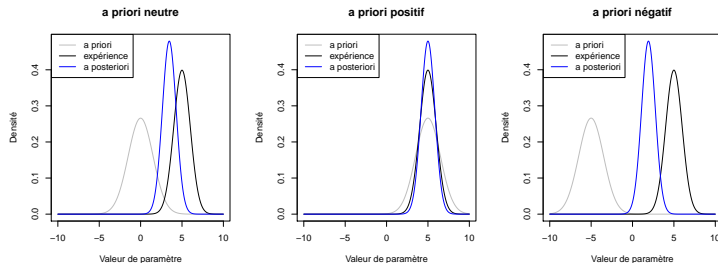 a priori neutre
a priori
expérience
a posteriori
Densité
0.0 0.1 0.2 0.3 0.4
−10 −5 0 5 10
Valeur de paramètre
a priori positif
a priori
expérience
a posteriori
Densité
0.0 0.1 0.2 0.3 0.4
−10 −5 0 5 10
Valeur de paramètre
a priori négatif
a priori
expérience
a posteriori
Densité
0.0 0.1 0.2 0.3 0.4
−10 −5 0 5 10
Valeur de paramètre